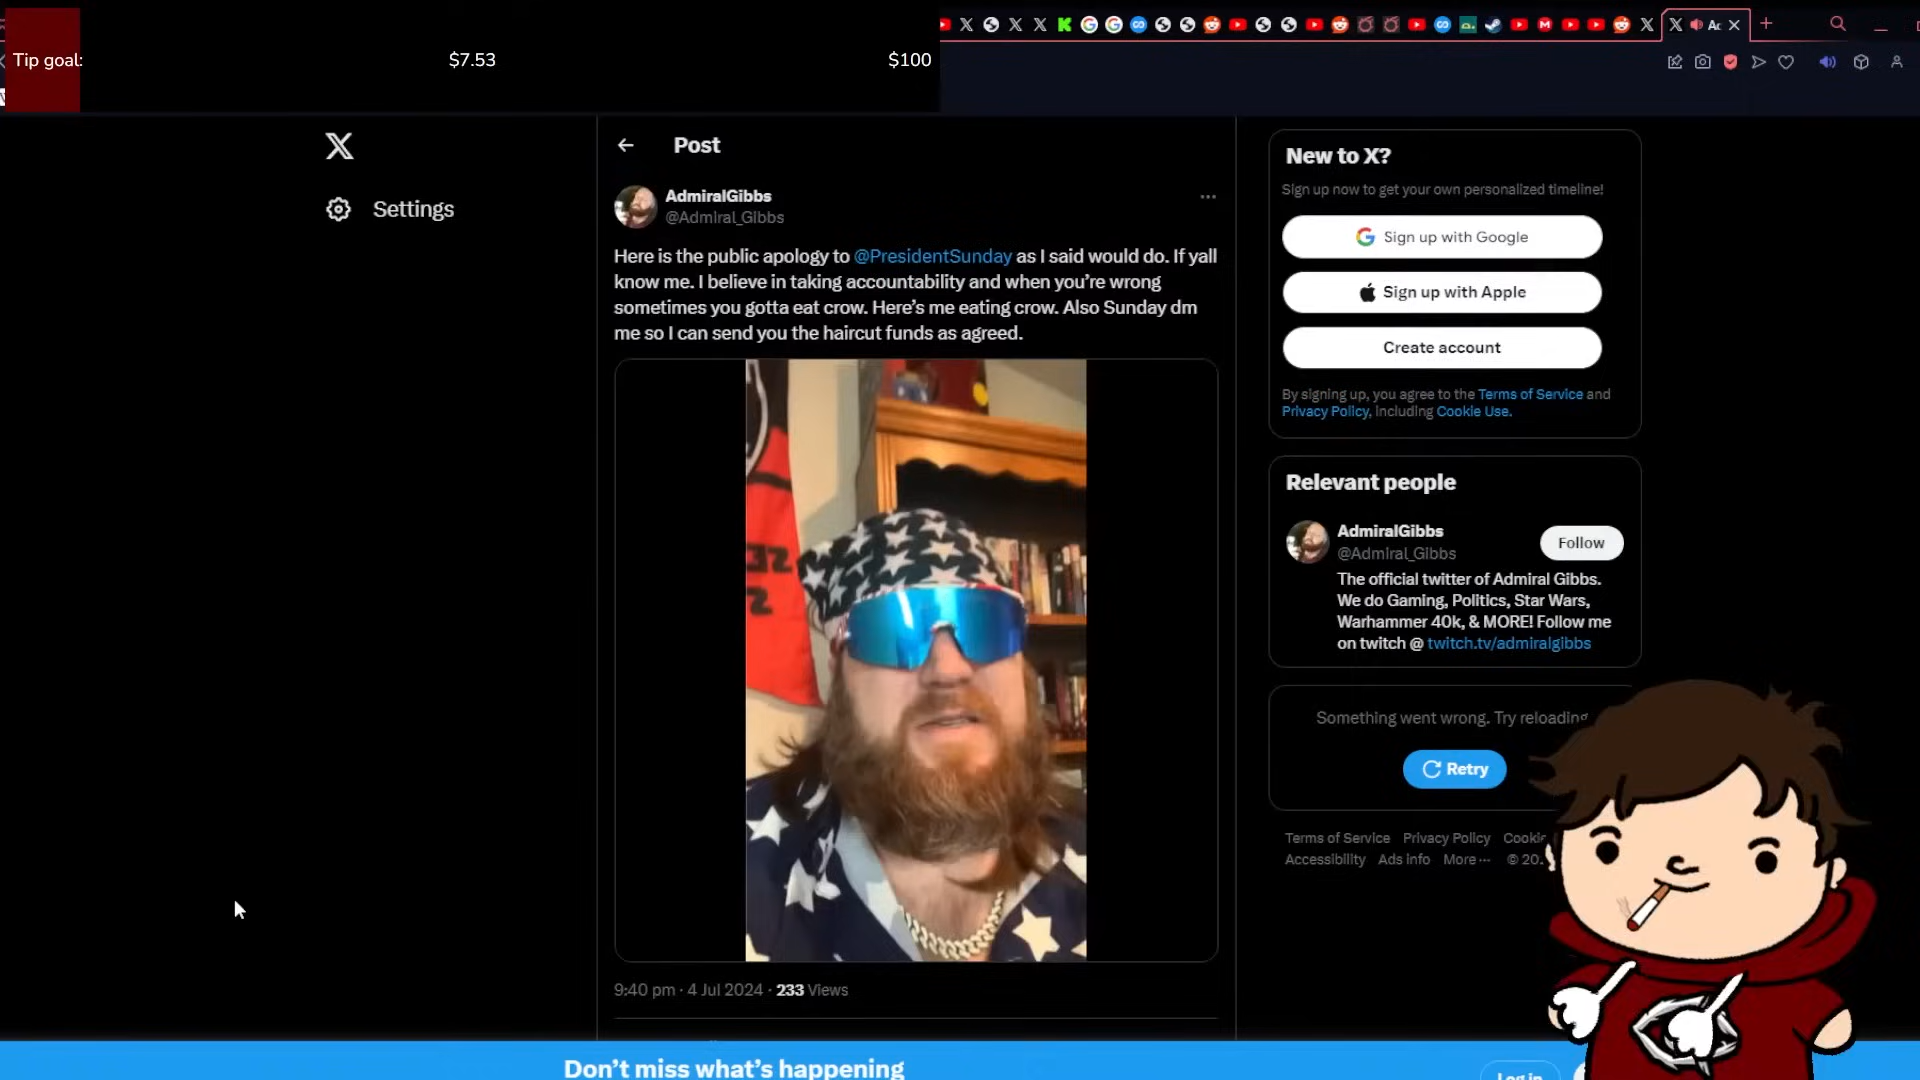 Tip goal:
$7.53
$100
Ad
Post
Settings
AdmiralGibbs
@Admiral_Gibbs
Here is the public apology to @PresidentSunday as I said would do. If yall
know me. I believe in taking accountability and when you’re wrong
sometimes you gotta eat crow. Here’s me eating crow. Also Sunday dm
me so I can send you the haircut funds as agreed.
32
2
9:40 pm · 4 Jul 2024 · 233 Views
New to X?
Sign up now to get your own personalized timeline!
Sign up with Google
Sign up with Apple
Create account
By signing up, you agree to the Terms of Service and
Privacy Policy, including Cookie Use.
Relevant people
AdmiralGibbs
@Admiral_Gibbs
Follow
The official twitter of Admiral Gibbs.
We do Gaming, Politics, Star Wars,
Warhammer 40k, & MORE! Follow me
on twitch @ twitch.tv/admiralgibbs
Something went wrong. Try reloading
Retry
Terms of Service Privacy Policy Cookie
Accessibility Ads info More ··· © 20
Don’t miss what’s happening
Log in